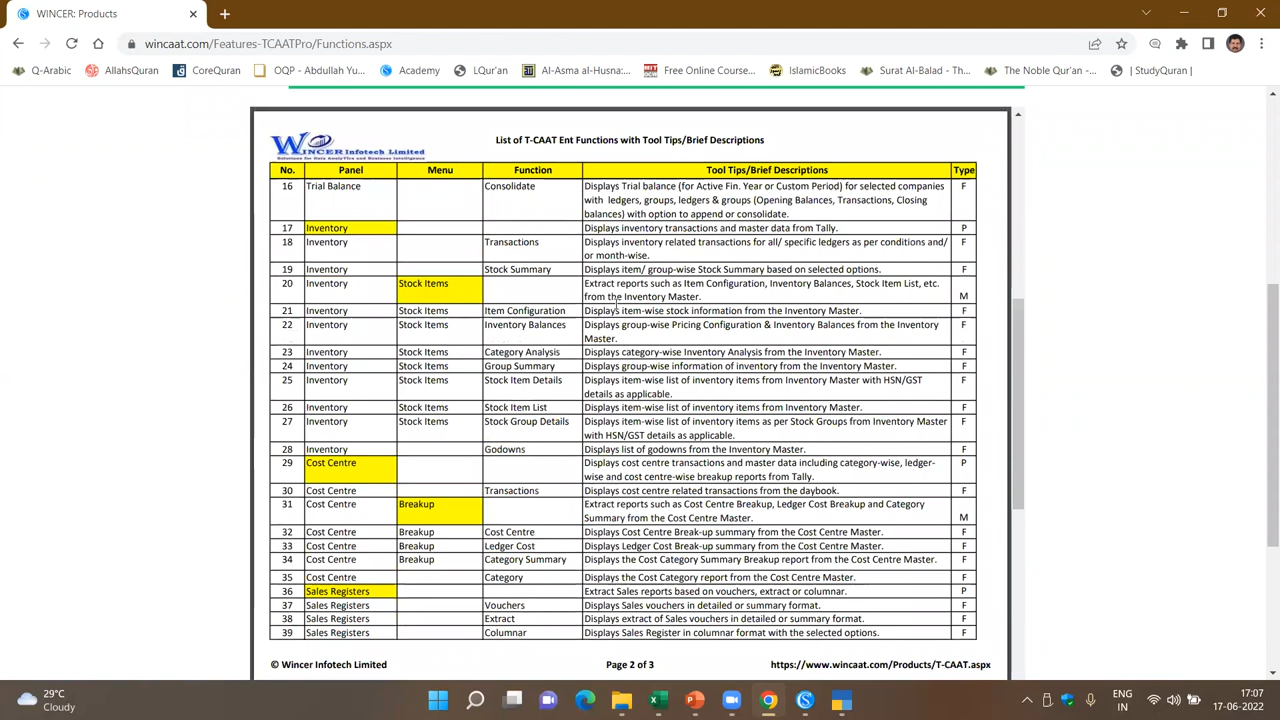 WINCER: Products
wincaat.com/Features-TCAATPro/Functions.aspx
Q-Arabic AllahsQuran CoreQuran OQP - Abdullah Yu... Academy LQur'an Al-Asma al-Husna:... Free Online Course... IslamicBooks Surat Al-Balad - Th... The Noble Qur'an -... | StudyQuran |
WINCER Infotech Limited
Solutions for Data Analytics and Business Intelligence
List of T-CAAT Ent Functions with Tool Tips/Brief Descriptions
No. Panel Menu Function Tool Tips/Brief Descriptions Type
16 Trial Balance Consolidate Displays Trial balance (for Active Fin. Year or Custom Period) for selected companies F
with ledgers, groups, ledgers & groups (Opening Balances, Transactions, Closing
balances) with option to append or consolidate.
17 Inventory Displays inventory transactions and master data from Tally. P
18 Inventory Transactions Displays inventory related transactions for all/ specific ledgers as per conditions and/ F
or month-wise.
19 Inventory Stock Summary Displays item/ group-wise Stock Summary based on selected options. F
20 Inventory Stock Items Extract reports such as Item Configuration, Inventory Balances, Stock Item List, etc.
from the Inventory Master. M
21 Inventory Stock Items Item Configuration Displays item-wise stock information from the Inventory Master. F
22 Inventory Stock Items Inventory Balances Displays group-wise Pricing Configuration & Inventory Balances from the Inventory F
Master.
23 Inventory Stock Items Category Analysis Displays category-wise Inventory Analysis from the Inventory Master. F
24 Inventory Stock Items Group Summary Displays group-wise information of inventory from the Inventory Master. F
25 Inventory Stock Items Stock Item Details Displays item-wise list of inventory items from Inventory Master with HSN/GST F
details as applicable.
26 Inventory Stock Items Stock Item List Displays item-wise list of inventory items from Inventory Master. F
27 Inventory Stock Items Stock Group Details Displays item-wise list of inventory items as per Stock Groups from Inventory Master F
with HSN/GST details as applicable.
28 Inventory Godowns Displays list of godowns from the Inventory Master. F
29 Cost Centre Displays cost centre transactions and master data including category-wise, ledger- P
wise and cost centre-wise breakup reports from Tally.
30 Cost Centre Transactions Displays cost centre related transactions from the daybook. F
31 Cost Centre Breakup Extract reports such as Cost Centre Breakup, Ledger Cost Breakup and Category
Summary from the Cost Centre Master. M
32 Cost Centre Breakup Cost Centre Displays Cost Centre Break-up summary from the Cost Centre Master. F
33 Cost Centre Breakup Ledger Cost Displays Ledger Cost Break-up summary from the Cost Centre Master. F
34 Cost Centre Breakup Category Summary Displays the Cost Category Summary Breakup report from the Cost Centre Master. F
35 Cost Centre Category Displays the Cost Category report from the Cost Centre Master. F
36 Sales Registers Extract Sales reports based on vouchers, extract or columnar. P
37 Sales Registers Vouchers Displays Sales vouchers in detailed or summary format. F
38 Sales Registers Extract Displays extract of Sales vouchers in detailed or summary format. F
39 Sales Registers Columnar Displays Sales Register in columnar format with the selected options. F
© Wincer Infotech Limited Page 2 of 3 https://www.wincaat.com/Products/T-CAAT.aspx
29°C
Cloudy
ENG
IN
17:07
17-06-2022